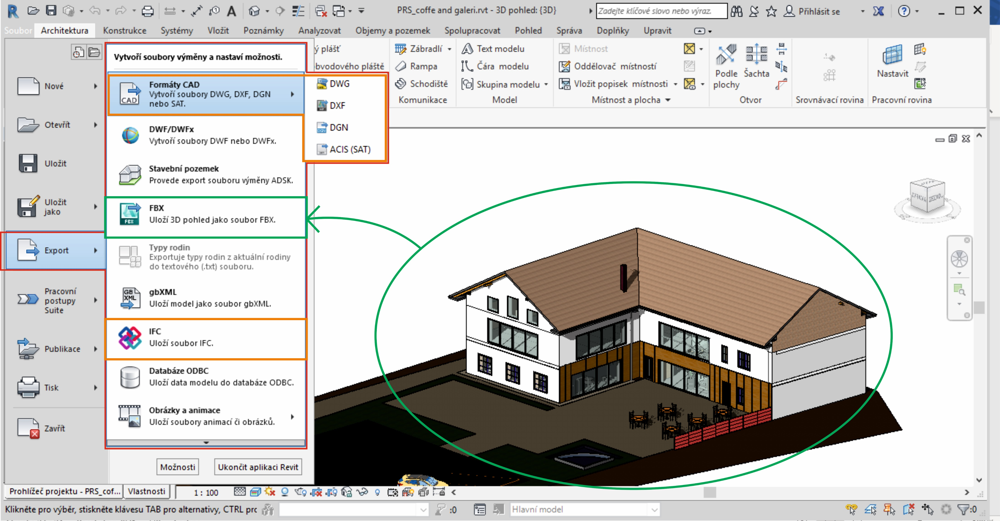 PRS_coffe and galeri.rvt - 3D pohled: {3D}
Zadejte klíčové slovo nebo výraz.
Přihlásit se
Soubor
Architektura
Konstrukce
Systémy
Vložit
Poznámky
Analyzovat
Objemy a pozemek
Spolupracovat
Pohled
Správa
Doplňky
Upravit
ý plášť
bvodového pláště
Zábradlí
Rampa
Schodiště
Komunikace
Text modelu
Čára modelu
Skupina modelu
Model
Místnost
Oddělovač místností
Vložit popisek místnosti
Místnost a plocha
Podle
plochy
Šachta
Otvor
Srovnávací rovina
Nastavit
Pracovní rovina
Nové
Otevřít
Uložit
Uložit
jako
Export
Pracovní
postupy
Suite
Publikace
Tisk
Zavřít
Vytvoří soubory výměny a nastaví možnosti.
CAD
Formáty CAD
Vytvoří soubory DWG, DXF, DGN
nebo SAT.
DWG
DXF
DGN
ACIS (SAT)
DWF/DWFx
Vytvoří soubory DWF nebo DWFx.
Stavební pozemek
Provede export souboru výměny ADSK.
FBX
FBX
Uloží 3D pohled jako soubor FBX.
Typy rodin
Exportuje typy rodin z aktuální rodiny
do textového (.txt) souboru.
GB
XML
gbXML
Uloží model jako soubor gbXML.
IFC
Uloží soubor IFC.
Databáze ODBC
Uloží data modelu do databáze ODBC.
Obrázky a animace
Uloží soubory animací či obrázků.
Možnosti
Ukončit aplikaci Revit
Prohlížeč projektu - PRS_cof...
Vlastnosti
1 : 100
Klikněte pro výběr, stiskněte klávesu TAB pro alternativy, CTRL prc
:0
Hlavní model
:0